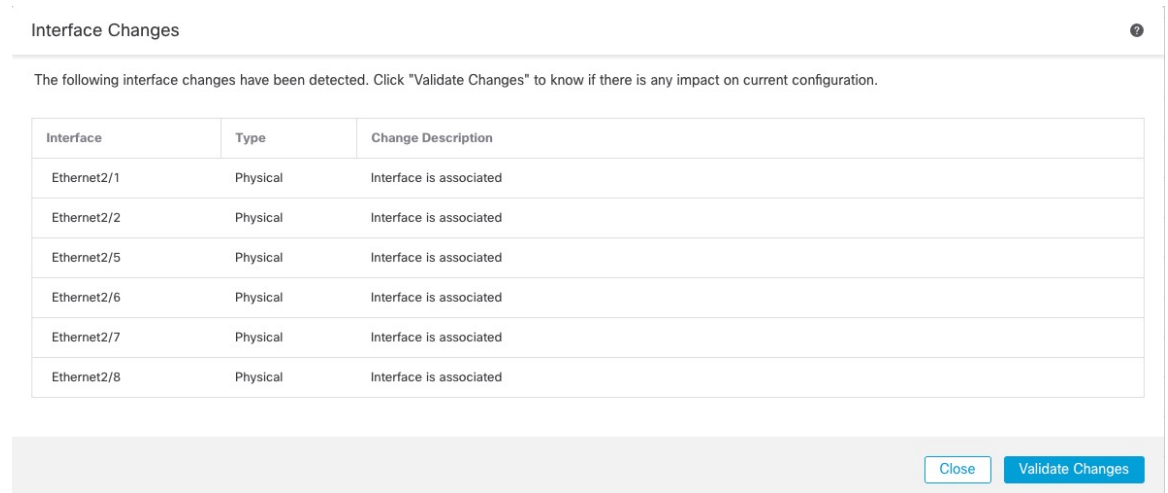 Interface Changes
The following interface changes have been detected. Click "Validate Changes" to know if there is any impact on current configuration.
Interface Type Change Description
Ethernet2/1 Physical Interface is associated
Ethernet2/2 Physical Interface is associated
Ethernet2/5 Physical Interface is associated
Ethernet2/6 Physical Interface is associated
Ethernet2/7 Physical Interface is associated
Ethernet2/8 Physical Interface is associated
Close Validate Changes